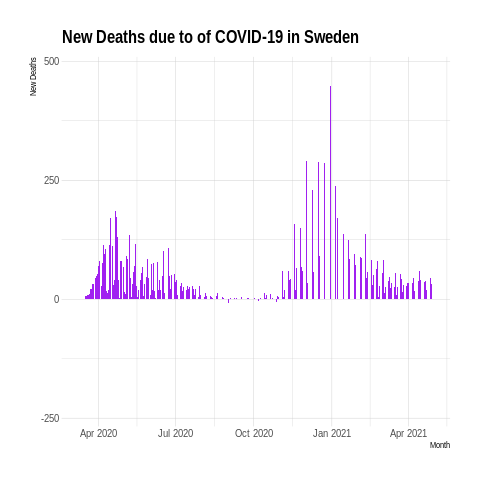 New Deaths due to of COVID-19 in Sweden
New Deaths
500
250
0
-250
Apr 2020 Jul 2020 Oct 2020 Jan 2021 Apr 2021
Month